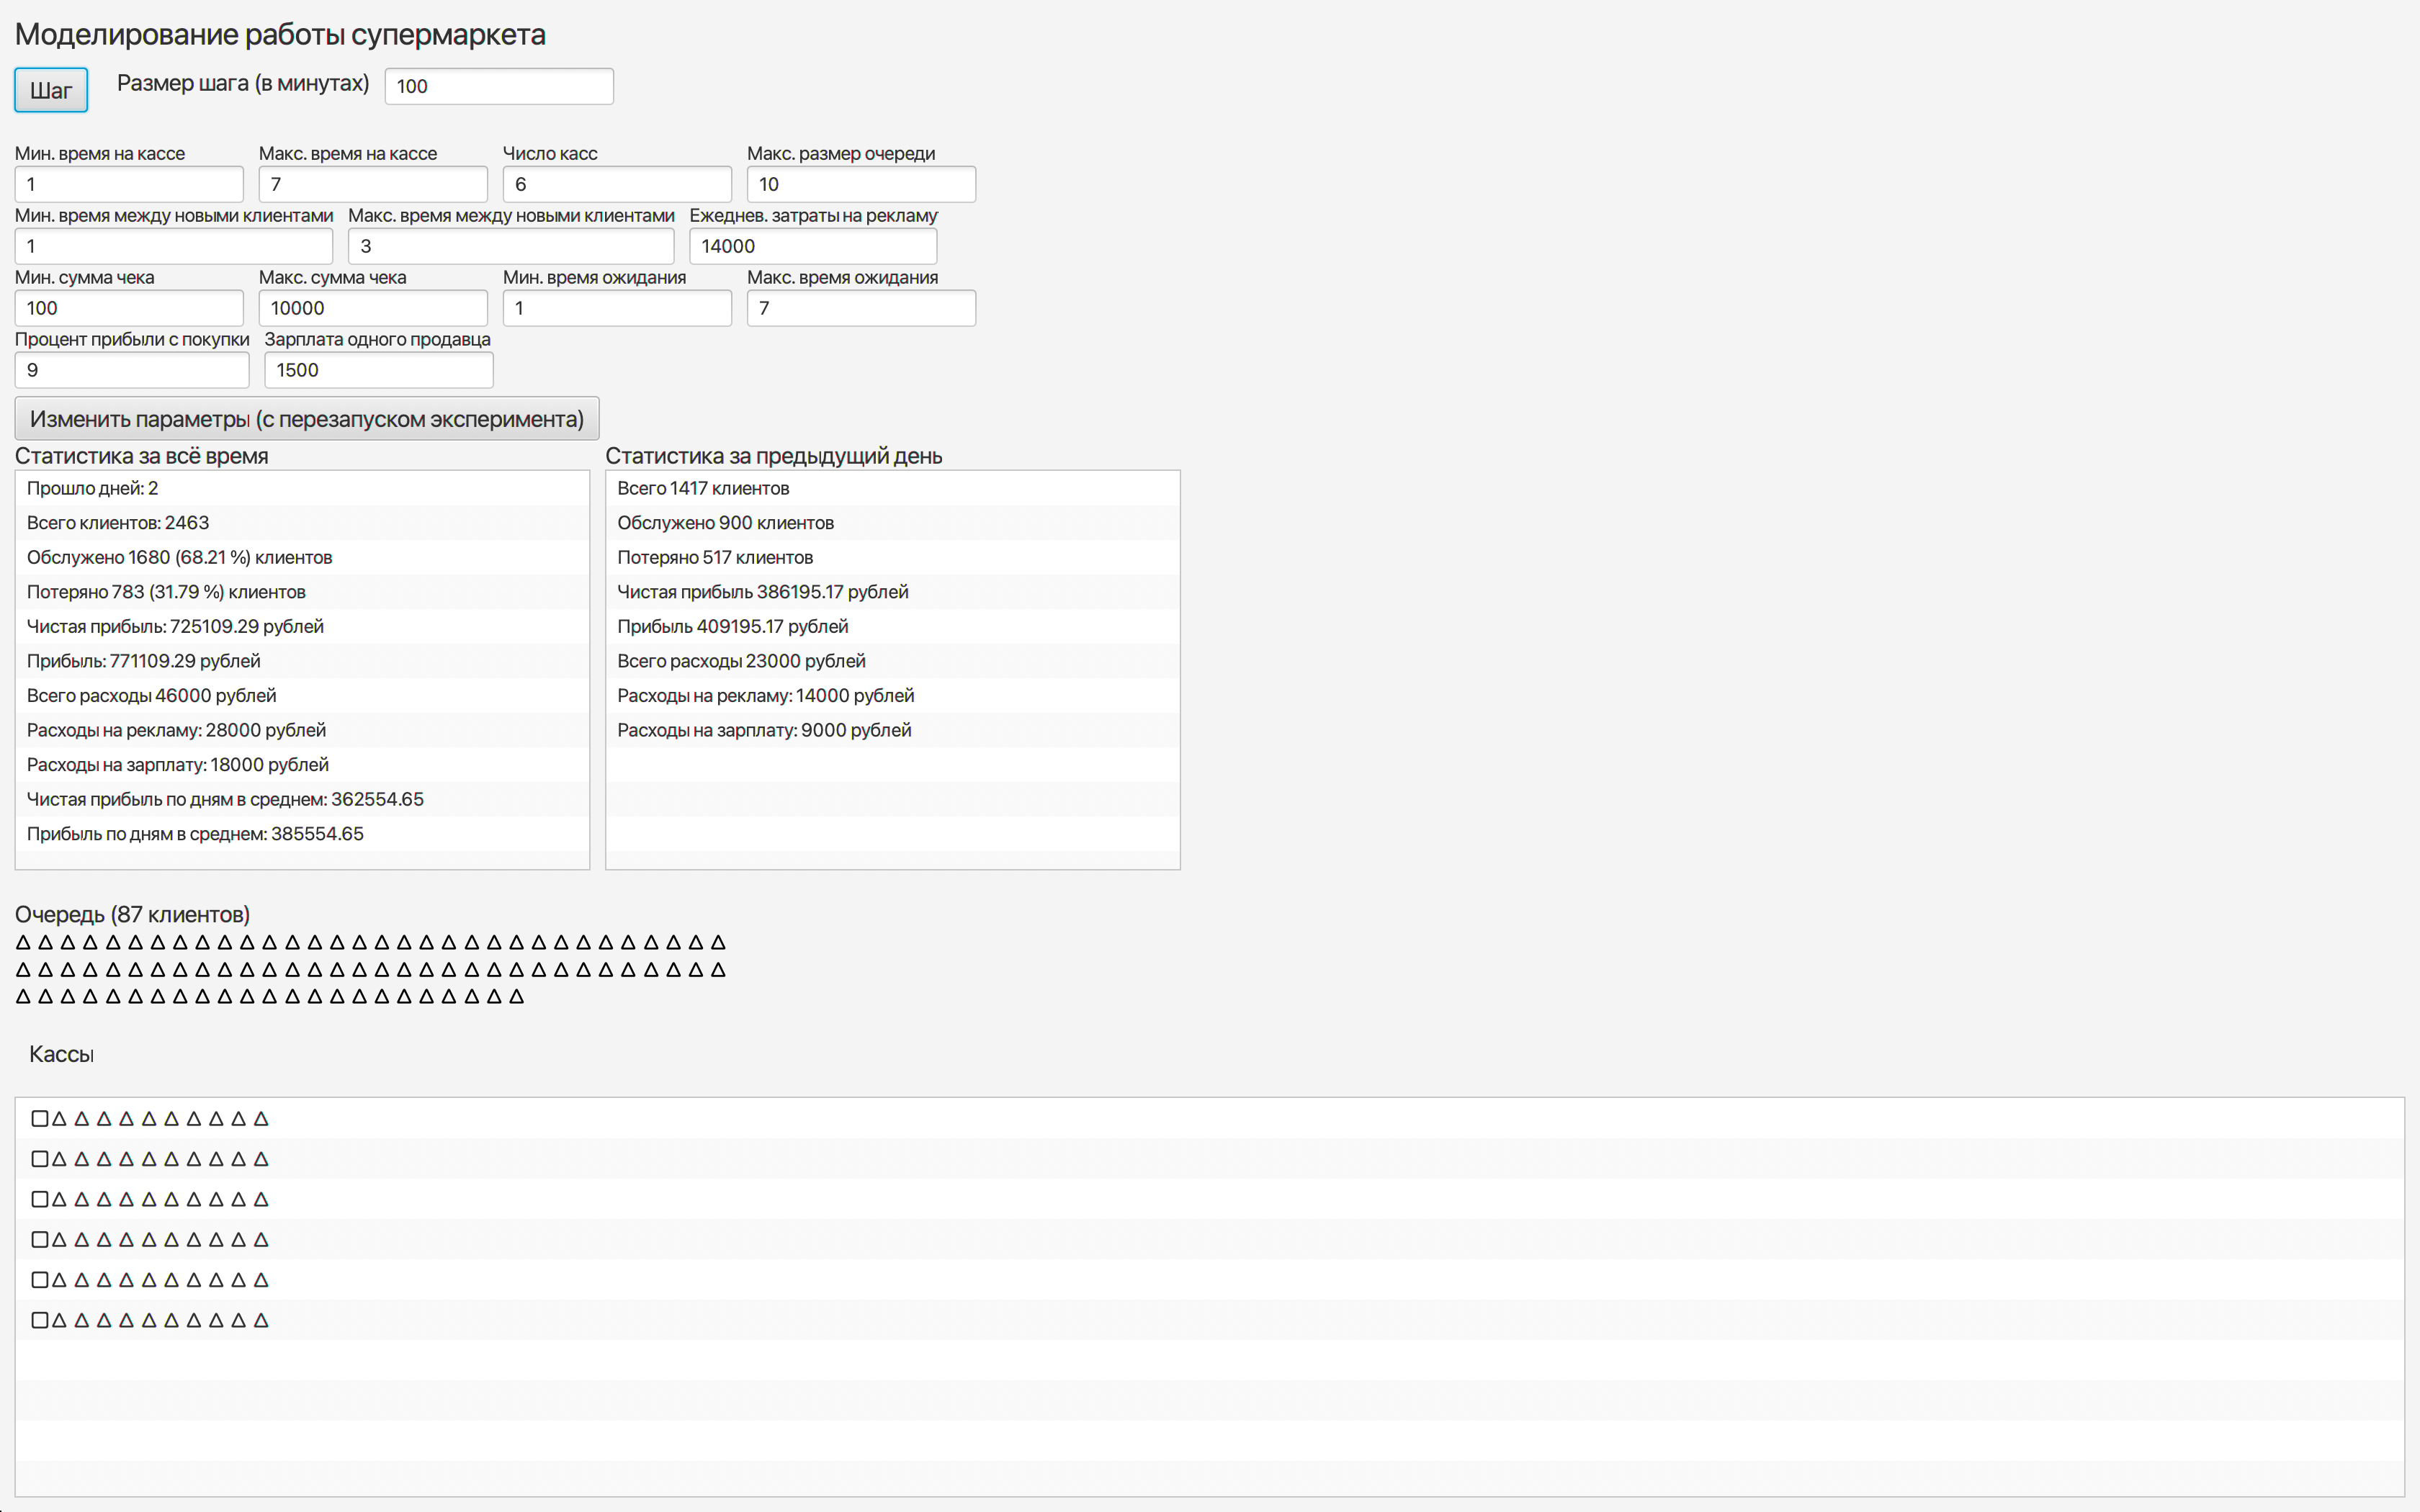 Моделирование работы супермаркета
Шаг Размер шага (в минутах) 100
Мин. время на кассе Макс. время на кассе Число касс Макс. размер очереди
1 7 6 10
Мин. время между новыми клиентами Макс. время между новыми клиентами Ежеднев. затраты на рекламу
1 3 14000
Мин. сумма чека Макс. сумма чека Мин. время ожидания Макс. время ожидания
100 10000 1 7
Процент прибыли с покупки Зарплата одного продавца
9 1500
Изменить параметры (с перезапуском эксперимента)
Статистика за всё время
Прошло дней: 2
Всего клиентов: 2463
Обслужено 1680 (68.21 %) клиентов
Потеряно 783 (31.79 %) клиентов
Чистая прибыль: 725109.29 рублей
Прибыль: 771109.29 рублей
Всего расходы 46000 рублей
Расходы на рекламу: 28000 рублей
Расходы на зарплату: 18000 рублей
Чистая прибыль по дням в среднем: 362554.65
Прибыль по дням в среднем: 385554.65
Статистика за предыдущий день
Всего 1417 клиентов
Обслужено 900 клиентов
Потеряно 517 клиентов
Чистая прибыль 386195.17 рублей
Прибыль 409195.17 рублей
Всего расходы 23000 рублей
Расходы на рекламу: 14000 рублей
Расходы на зарплату: 9000 рублей
Очередь (87 клиентов)
Кассы